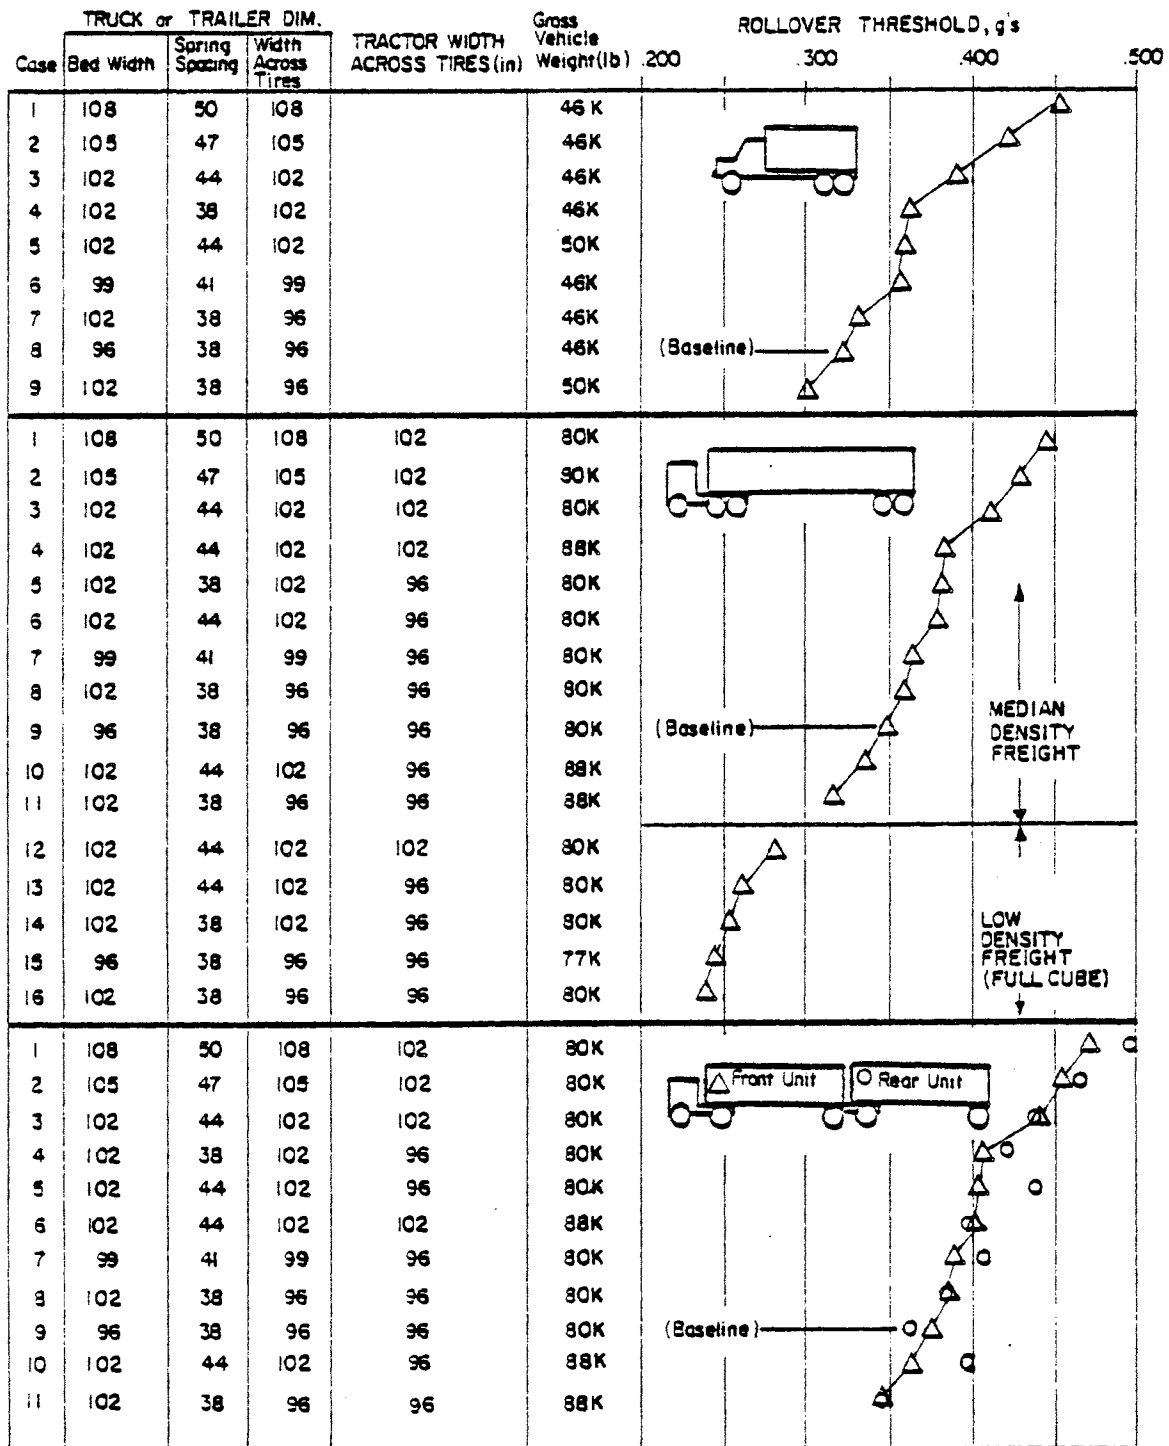 TRUCK or TRAILER DIM.
Case Bed Width Spring Spacing Width Across Tires TRACTOR WIDTH ACROSS TIRES (in) Gross Vehicle Weight (lb) ROLLOVER THRESHOLD, g's
.200 .300 .400 .500
1 108 50 108 46K
2 105 47 105 46K
3 102 44 102 46K
4 102 38 102 46K
5 102 44 102 50K
6 99 41 99 46K
7 102 38 96 46K
8 96 38 96 46K (Baseline)
9 102 38 96 50K
1 108 50 108 102 80K
2 105 47 105 102 80K
3 102 44 102 102 80K
4 102 44 102 102 88K
5 102 38 102 96 80K
6 102 44 102 96 80K
7 99 41 99 96 80K
8 102 38 96 96 80K
9 96 38 96 96 80K (Baseline)
10 102 44 102 96 88K
11 102 38 96 96 88K
MEDIAN
DENSITY
FREIGHT
12 102 44 102 102 80K
13 102 44 102 96 80K
14 102 38 102 96 80K
15 96 38 96 96 77K
16 102 38 96 96 80K
LOW
DENSITY
FREIGHT
(FULL CUBE)
1 108 50 108 102 80K
2 105 47 105 102 80K Front Unit Rear Unit
3 102 44 102 102 80K
4 102 38 102 96 80K
5 102 44 102 96 80K
6 102 44 102 102 88K
7 99 41 99 96 80K
8 102 38 96 96 80K
9 96 38 96 96 80K (Baseline)
10 102 44 102 96 88K
11 102 38 96 96 88K